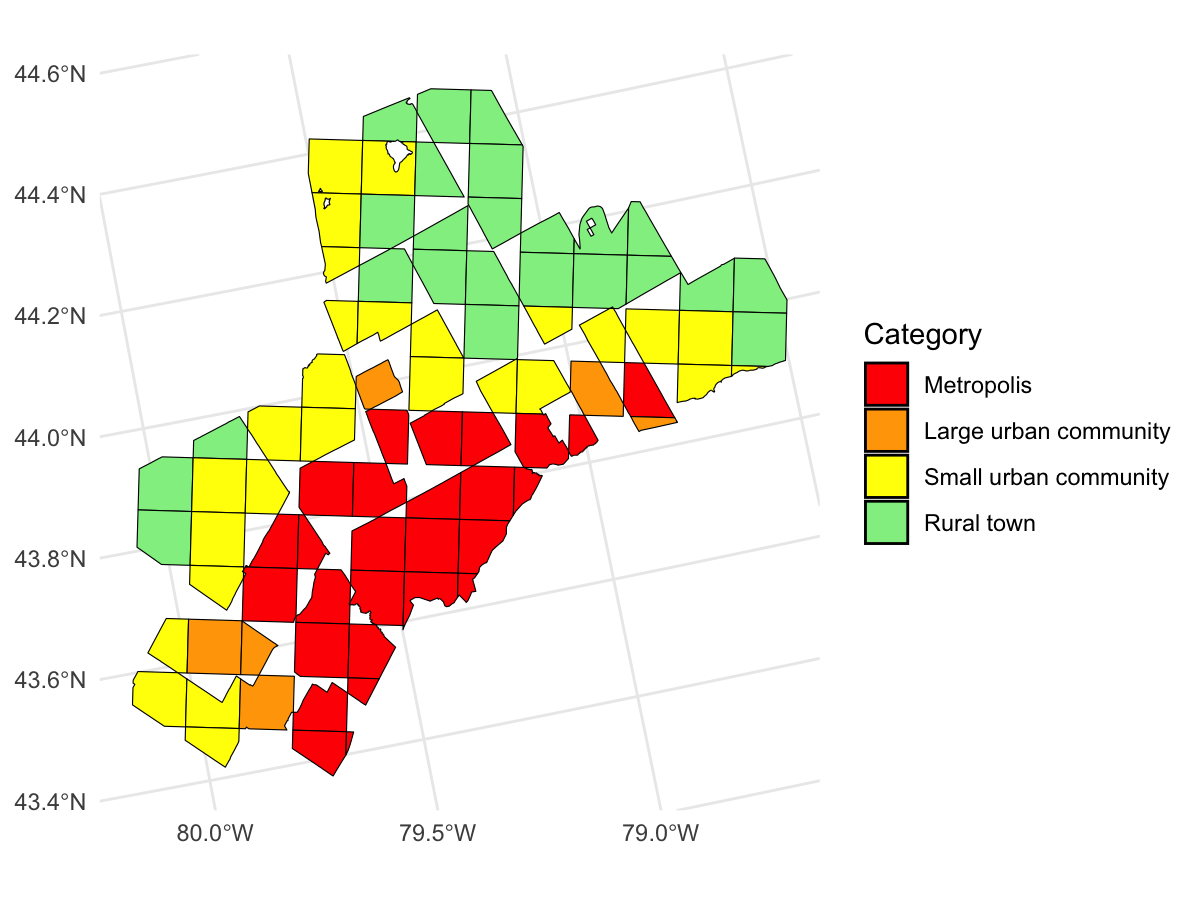 44.6°N
44.4°N
44.2°N
44.0°N
43.8°N
43.6°N
43.4°N
80.0°W
79.5°W
79.0°W
Category
Metropolis
Large urban community
Small urban community
Rural town